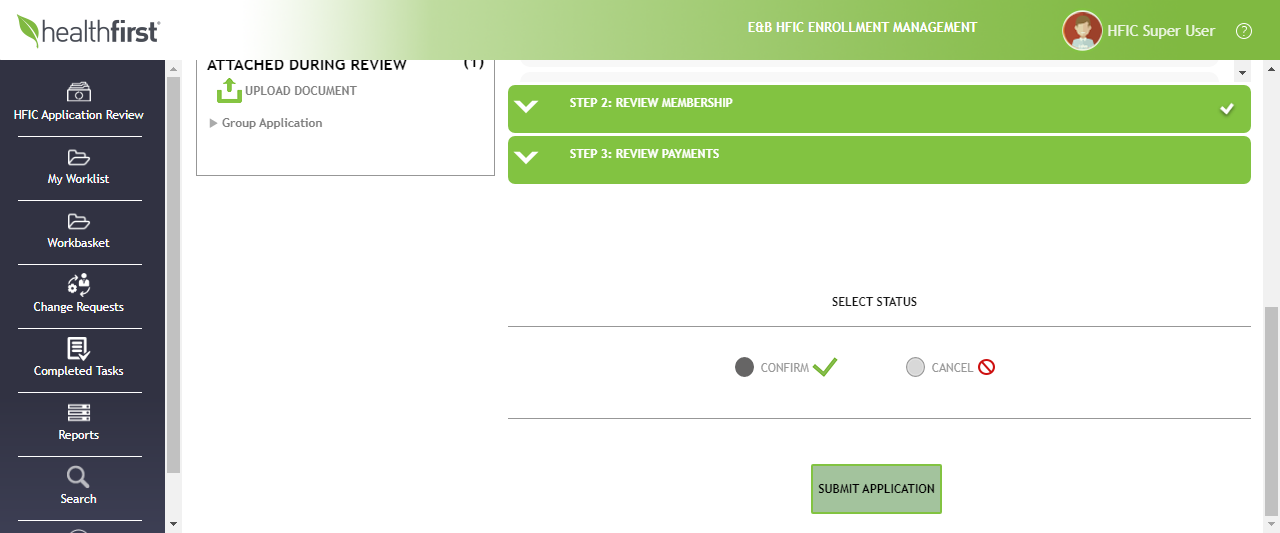 healthfirst
E&B HFIC ENROLLMENT MANAGEMENT
HFIC Super User
?
HFIC Application Review
My Worklist
Workbasket
Change Requests
Completed Tasks
Reports
Search
ATTACHED DURING REVIEW (1)
UPLOAD DOCUMENT
Group Application
STEP 2: REVIEW MEMBERSHIP
STEP 3: REVIEW PAYMENTS
SELECT STATUS
CONFIRM
CANCEL
SUBMIT APPLICATION